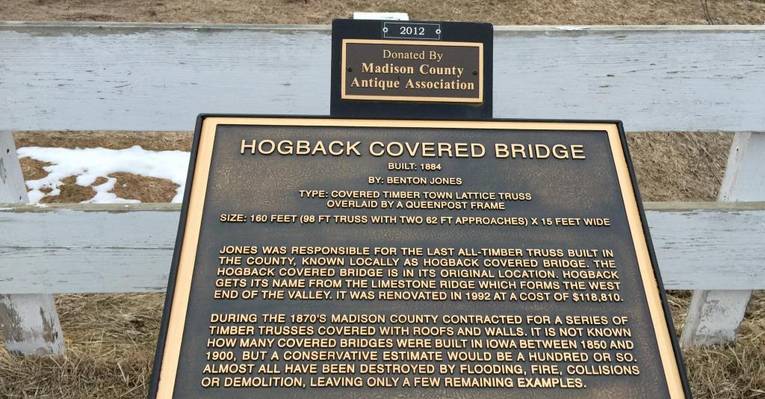 2012
Donated By
Madison County
Antique Association
HOGBACK COVERED BRIDGE
BUILT: 1884
BY: BENTON JONES
TYPE: COVERED TIMBER TOWN LATTICE TRUSS
OVERLAID BY A QUEENPOST FRAME
SIZE: 160 FEET (98 FT TRUSS WITH TWO 62 FT APPROACHES) X 15 FEET WIDE
JONES WAS RESPONSIBLE FOR THE LAST ALL-TIMBER TRUSS BUILT IN
THE COUNTY, KNOWN LOCALLY AS HOGBACK COVERED BRIDGE. THE
HOGBACK COVERED BRIDGE IS IN ITS ORIGINAL LOCATION. HOGBACK
GETS ITS NAME FROM THE LIMESTONE RIDGE WHICH FORMS THE WEST
END OF THE VALLEY. IT WAS RENOVATED IN 1992 AT A COST OF $118,810.
DURING THE 1870'S MADISON COUNTY CONTRACTED FOR A SERIES OF
TIMBER TRUSSES COVERED WITH ROOFS AND WALLS. IT IS NOT KNOWN
HOW MANY COVERED BRIDGES WERE BUILT IN IOWA BETWEEN 1850 AND
1900, BUT A CONSERVATIVE ESTIMATE WOULD BE A HUNDRED OR SO.
ALMOST ALL HAVE BEEN DESTROYED BY FLOODING, FIRE, COLLISIONS
OR DEMOLITION, LEAVING ONLY A FEW REMAINING EXAMPLES.